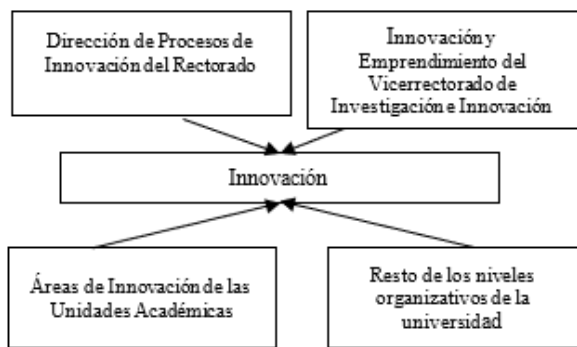 Dirección de Procesos de
Innovación del Rectorado
Innovación y
Emprendimiento del
Vicerrectorado de
Investigación e Innovación
Innovación
Áreas de Innovación de las
Unidades Académicas
Resto de los niveles
organizativos de la
universidad